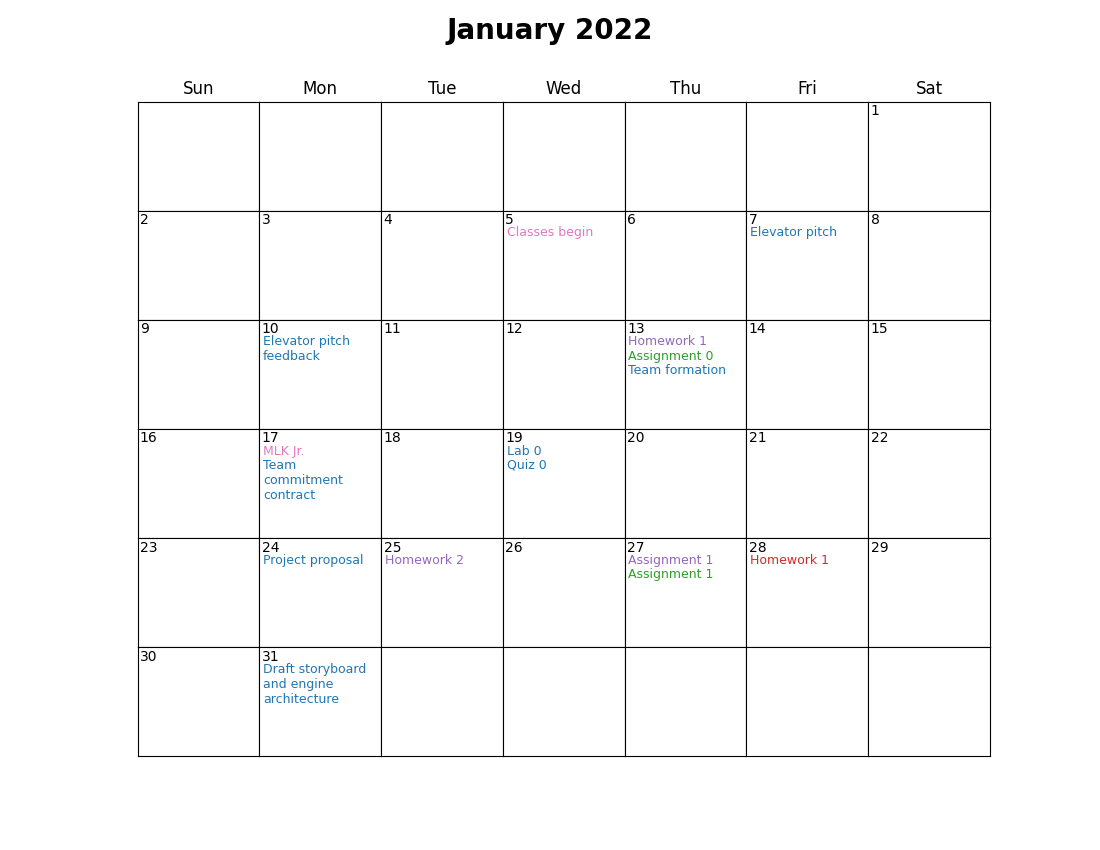 January 2022
Sun Mon Tue Wed Thu Fri Sat
1
2 3 4 5 6 7 8
Classes begin Elevator pitch
9 10 11 12 13 14 15
Elevator pitch Homework 1
feedback Assignment 0
Team formation
16 17 18 19 20 21 22
MLK Jr. Lab 0
Team Quiz 0
commitment
contract
23 24 25 26 27 28 29
Project proposal Homework 2 Assignment 1 Homework 1
Assignment 1
30 31
Draft storyboard
and engine
architecture